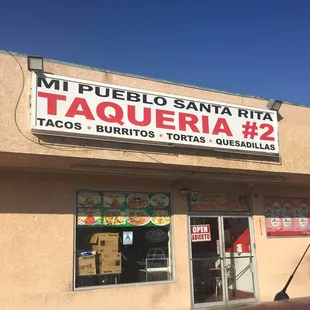 MI PUEBLO SANTA RITA
TAQUERIA #2
TACOS * BURRITOS * TORTAS * QUESADILLAS
A
OPEN
ABIERTO